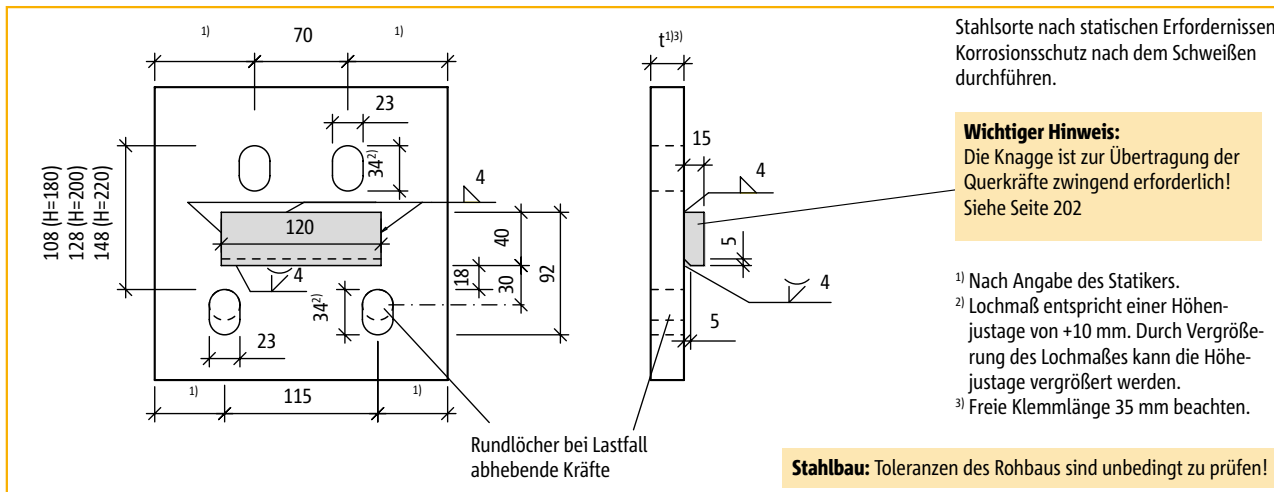 1)
70
1)
23
34²⁾
4
108 (H=180)
128 (H=200)
148 (H=220)
120
40
18
30
92
4
34²⁾
23
1)
115
1)
Rundlöcher bei Lastfall
abhebende Kräfte
t¹⁾³⁾
15
4
5
4
5
Stahlsorte nach statischen Erfordernissen
Korrosionsschutz nach dem Schweißen
durchführen.
Wichtiger Hinweis:
Die Knagge ist zur Übertragung der
Querkräfte zwingend erforderlich!
Siehe Seite 202
¹⁾ Nach Angabe des Statikers.
²⁾ Lochmaß entspricht einer Höhen-
justage von +10 mm. Durch Vergröße-
rung des Lochmaßes kann die Höhe-
justage vergrößert werden.
³⁾ Freie Klemmlänge 35 mm beachten.
Stahlbau: Toleranzen des Rohbaus sind unbedingt zu prüfen!